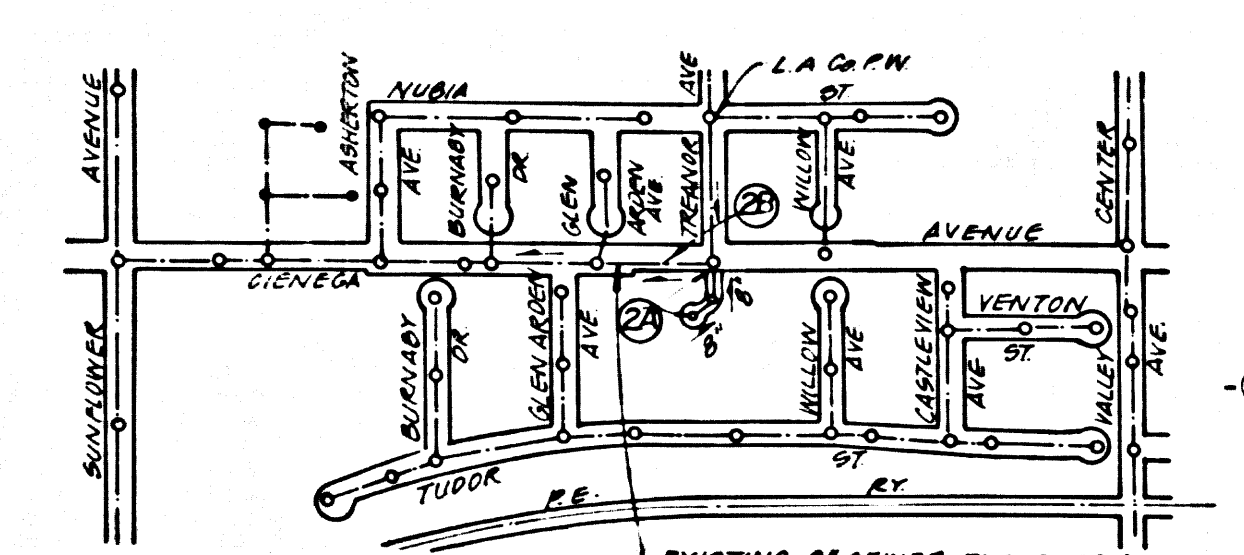 L.A Co. P.W.
AVE
NUBIA
ST.
ASHERTON
AVE.
BURNABY
DR.
GLEN
ARDEN
AVE.
TREANOR
WILLOW
AVE.
CENTER
AVENUE
2B
AVENUE
CIENEGA
8"
2A
8"
VENTON
ST.
SUNFLOWER
BURNABY
DR.
GLEN ARDEN
AVE
WILLOW
AVE
CASTLEVIEW
AVE
VALLEY
AVE.
TUDOR
ST.
P.E.
RY.
EXISTING